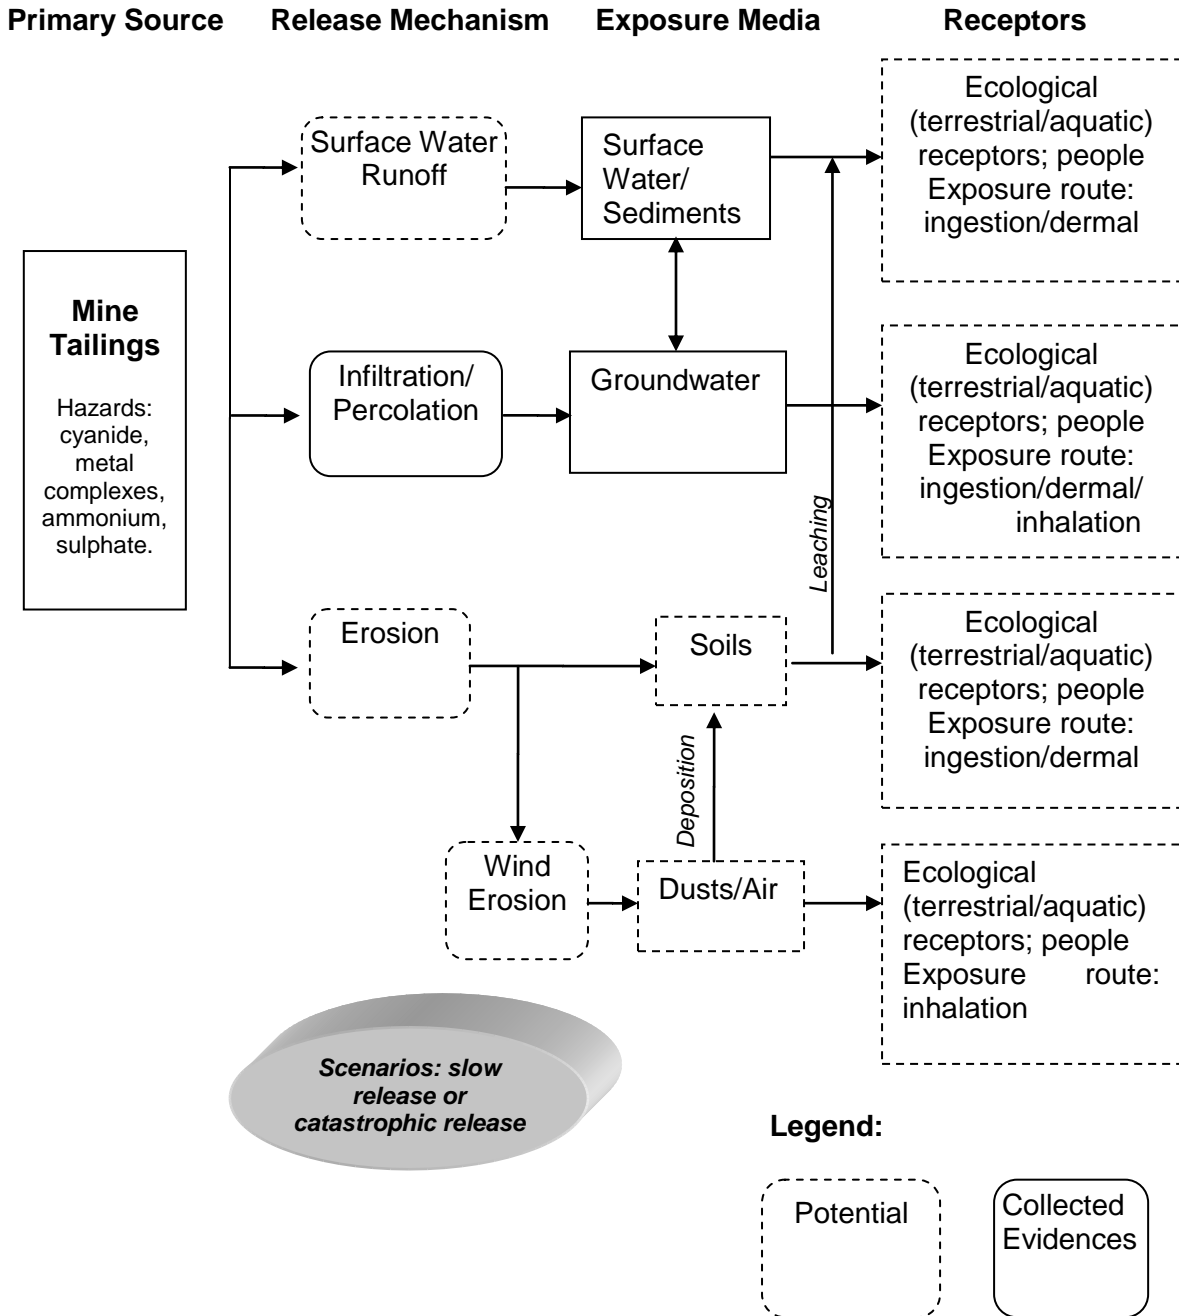 Primary Source
Release Mechanism
Exposure Media
Receptors
Mine
Tailings
Hazards:
cyanide,
metal
complexes,
ammonium,
sulphate.
Surface Water
Runoff
Surface
Water/
Sediments
Ecological
(terrestrial/aquatic)
receptors; people
Exposure route:
ingestion/dermal
Infiltration/
Percolation
Groundwater
Ecological
(terrestrial/aquatic)
receptors; people
Exposure route:
ingestion/dermal/
inhalation
Leaching
Erosion
Soils
Ecological
(terrestrial/aquatic)
receptors; people
Exposure route:
ingestion/dermal
Deposition
Wind
Erosion
Dusts/Air
Ecological
(terrestrial/aquatic)
receptors; people
Exposure route:
inhalation
Scenarios: slow
release or
catastrophic release
Legend:
Potential
Collected
Evidences